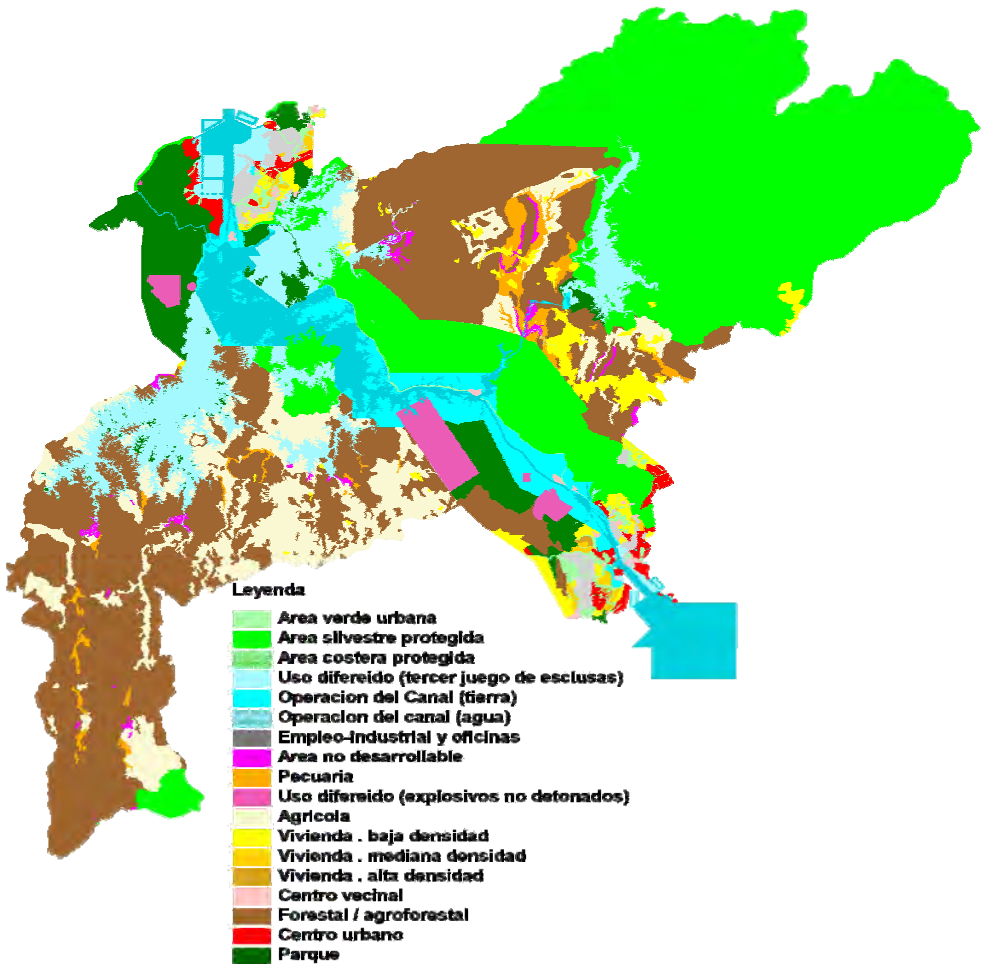 Leyenda
Area verde urbana
Area silvestre protegida
Area costera protegida
Uso difereido (tercer juego de esclusas)
Operacion del Canal (tierra)
Operacion del canal (agua)
Empleo-industrial y oficinas
Area no desarrollable
Pecuaria
Uso difereido (explosivos no detonados)
Agricola
Vivienda . baja densidad
Vivienda . mediana densidad
Vivienda . alta densidad
Centro vecinal
Forestal / agroforestal
Centro urbano
Parque